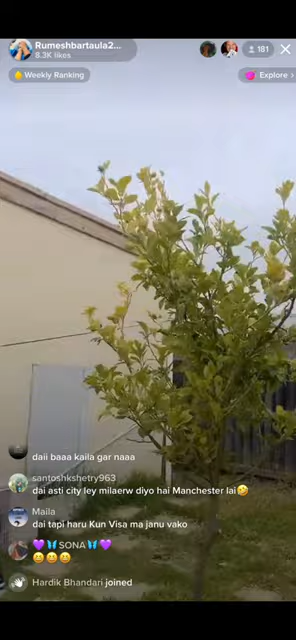 Rumeshbartaula2...
8.3K likes
181
Weekly Ranking
Explore
daii baaa kaila gar naaa
santoshkshetry963
dai asti city ley milaerw diyo hai Manchester lai🤣
Maila
dai tapi haru Kun Visa ma janu vako
💜🦋SONA🦋💜
😄😄😄
Hardik Bhandari joined